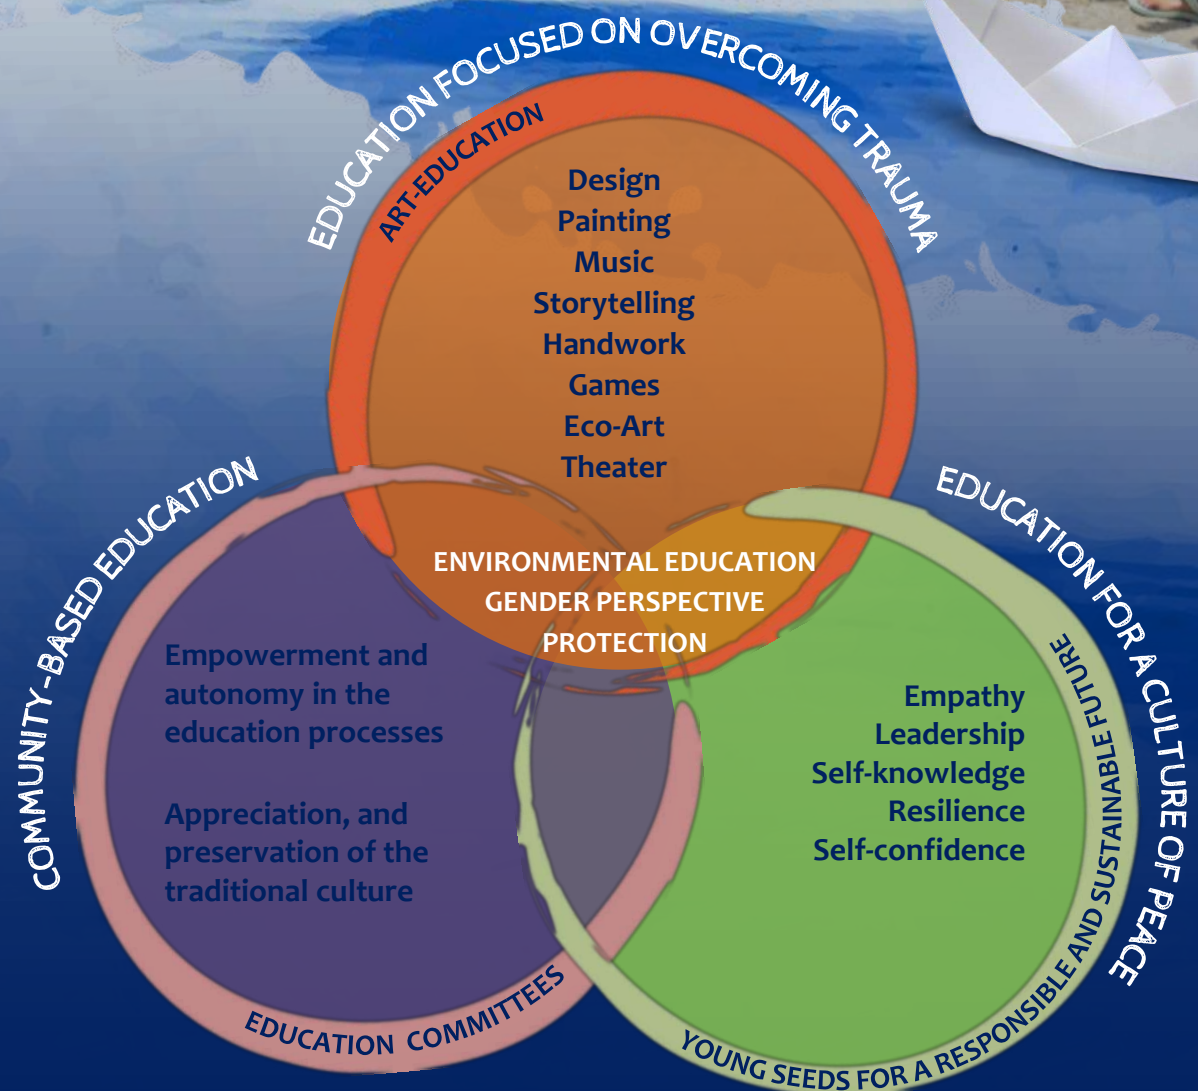 EDUCATION FOCUSED ON OVERCOMING TRAUMA
ART-EDUCATION
Design
Painting
Music
Storytelling
Handwork
Games
Eco-Art
Theater
ENVIRONMENTAL EDUCATION
GENDER PERSPECTIVE
PROTECTION
COMMUNITY-BASED EDUCATION
Empowerment and
autonomy in the
education processes
Appreciation, and
preservation of the
traditional culture
EDUCATION COMMITTEES
EDUCATION FOR A CULTURE OF PEACE
Empathy
Leadership
Self-knowledge
Resilience
Self-confidence
YOUNG SEEDS FOR A RESPONSIBLE AND SUSTAINABLE FUTURE